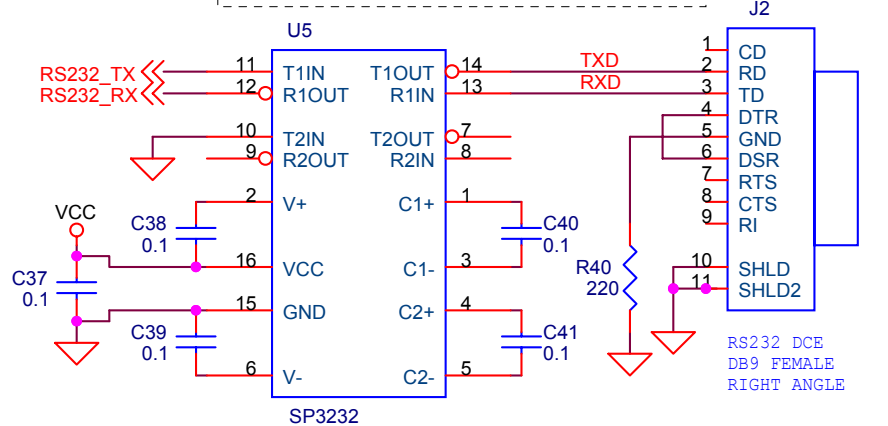 J2
U5
1 CD
RS232_TX 11 T1IN T1OUT 14 TXD 2 RD
RS232_RX 12 R1OUT R1IN 13 RXD 3 TD
4 DTR
10 T2IN T2OUT 7 5 GND
9 R2OUT R2IN 8 6 DSR
7 RTS
2 V+ C1+ 1 8 CTS
VCC C38 C40 9 RI
0.1 0.1
16 VCC C1- 3 R40 10 SHLD
C37 220 11 SHLD2
0.1
15 GND C2+ 4
C39 C41
0.1 0.1
6 V- C2- 5
RS232 DCE
DB9 FEMALE
RIGHT ANGLE
SP3232